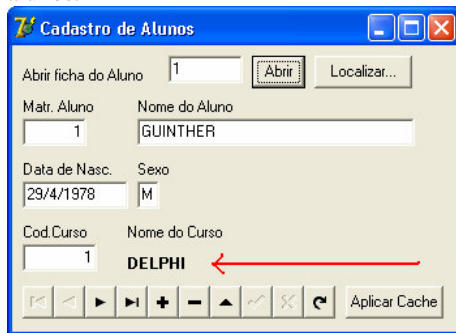 Cadastro de Alunos
Abrir ficha do Aluno 1 Abrir Localizar...
Matr. Aluno Nome do Aluno
1 GUINTHER
Data de Nasc. Sexo
29/4/1978 M
Cod.Curso Nome do Curso
1 DELPHI
Aplicar Cache